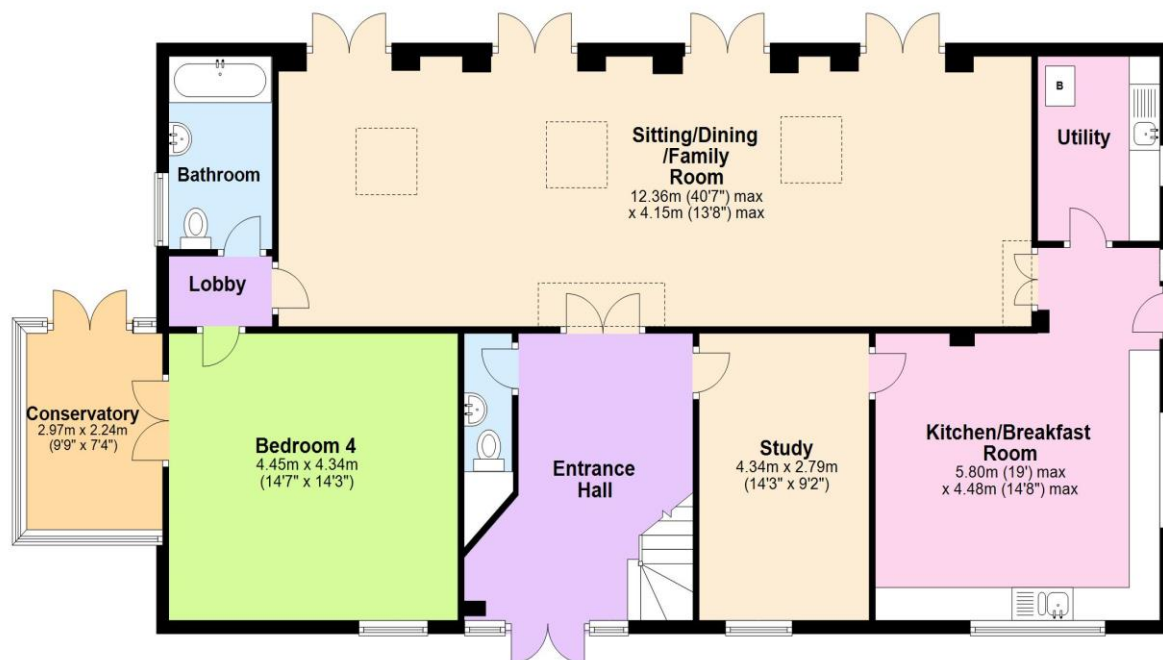 Sitting/Dining
/Family
Room
12.36m (40'7") max
x 4.15m (13'8") max
B
Utility
Bathroom
Lobby
Conservatory
2.97m x 2.24m
(9'9" x 7'4")
Bedroom 4
4.45m x 4.34m
(14'7" x 14'3")
Entrance
Hall
Study
4.34m x 2.79m
(14'3" x 9'2")
Kitchen/Breakfast
Room
5.80m (19') max
x 4.48m (14'8") max